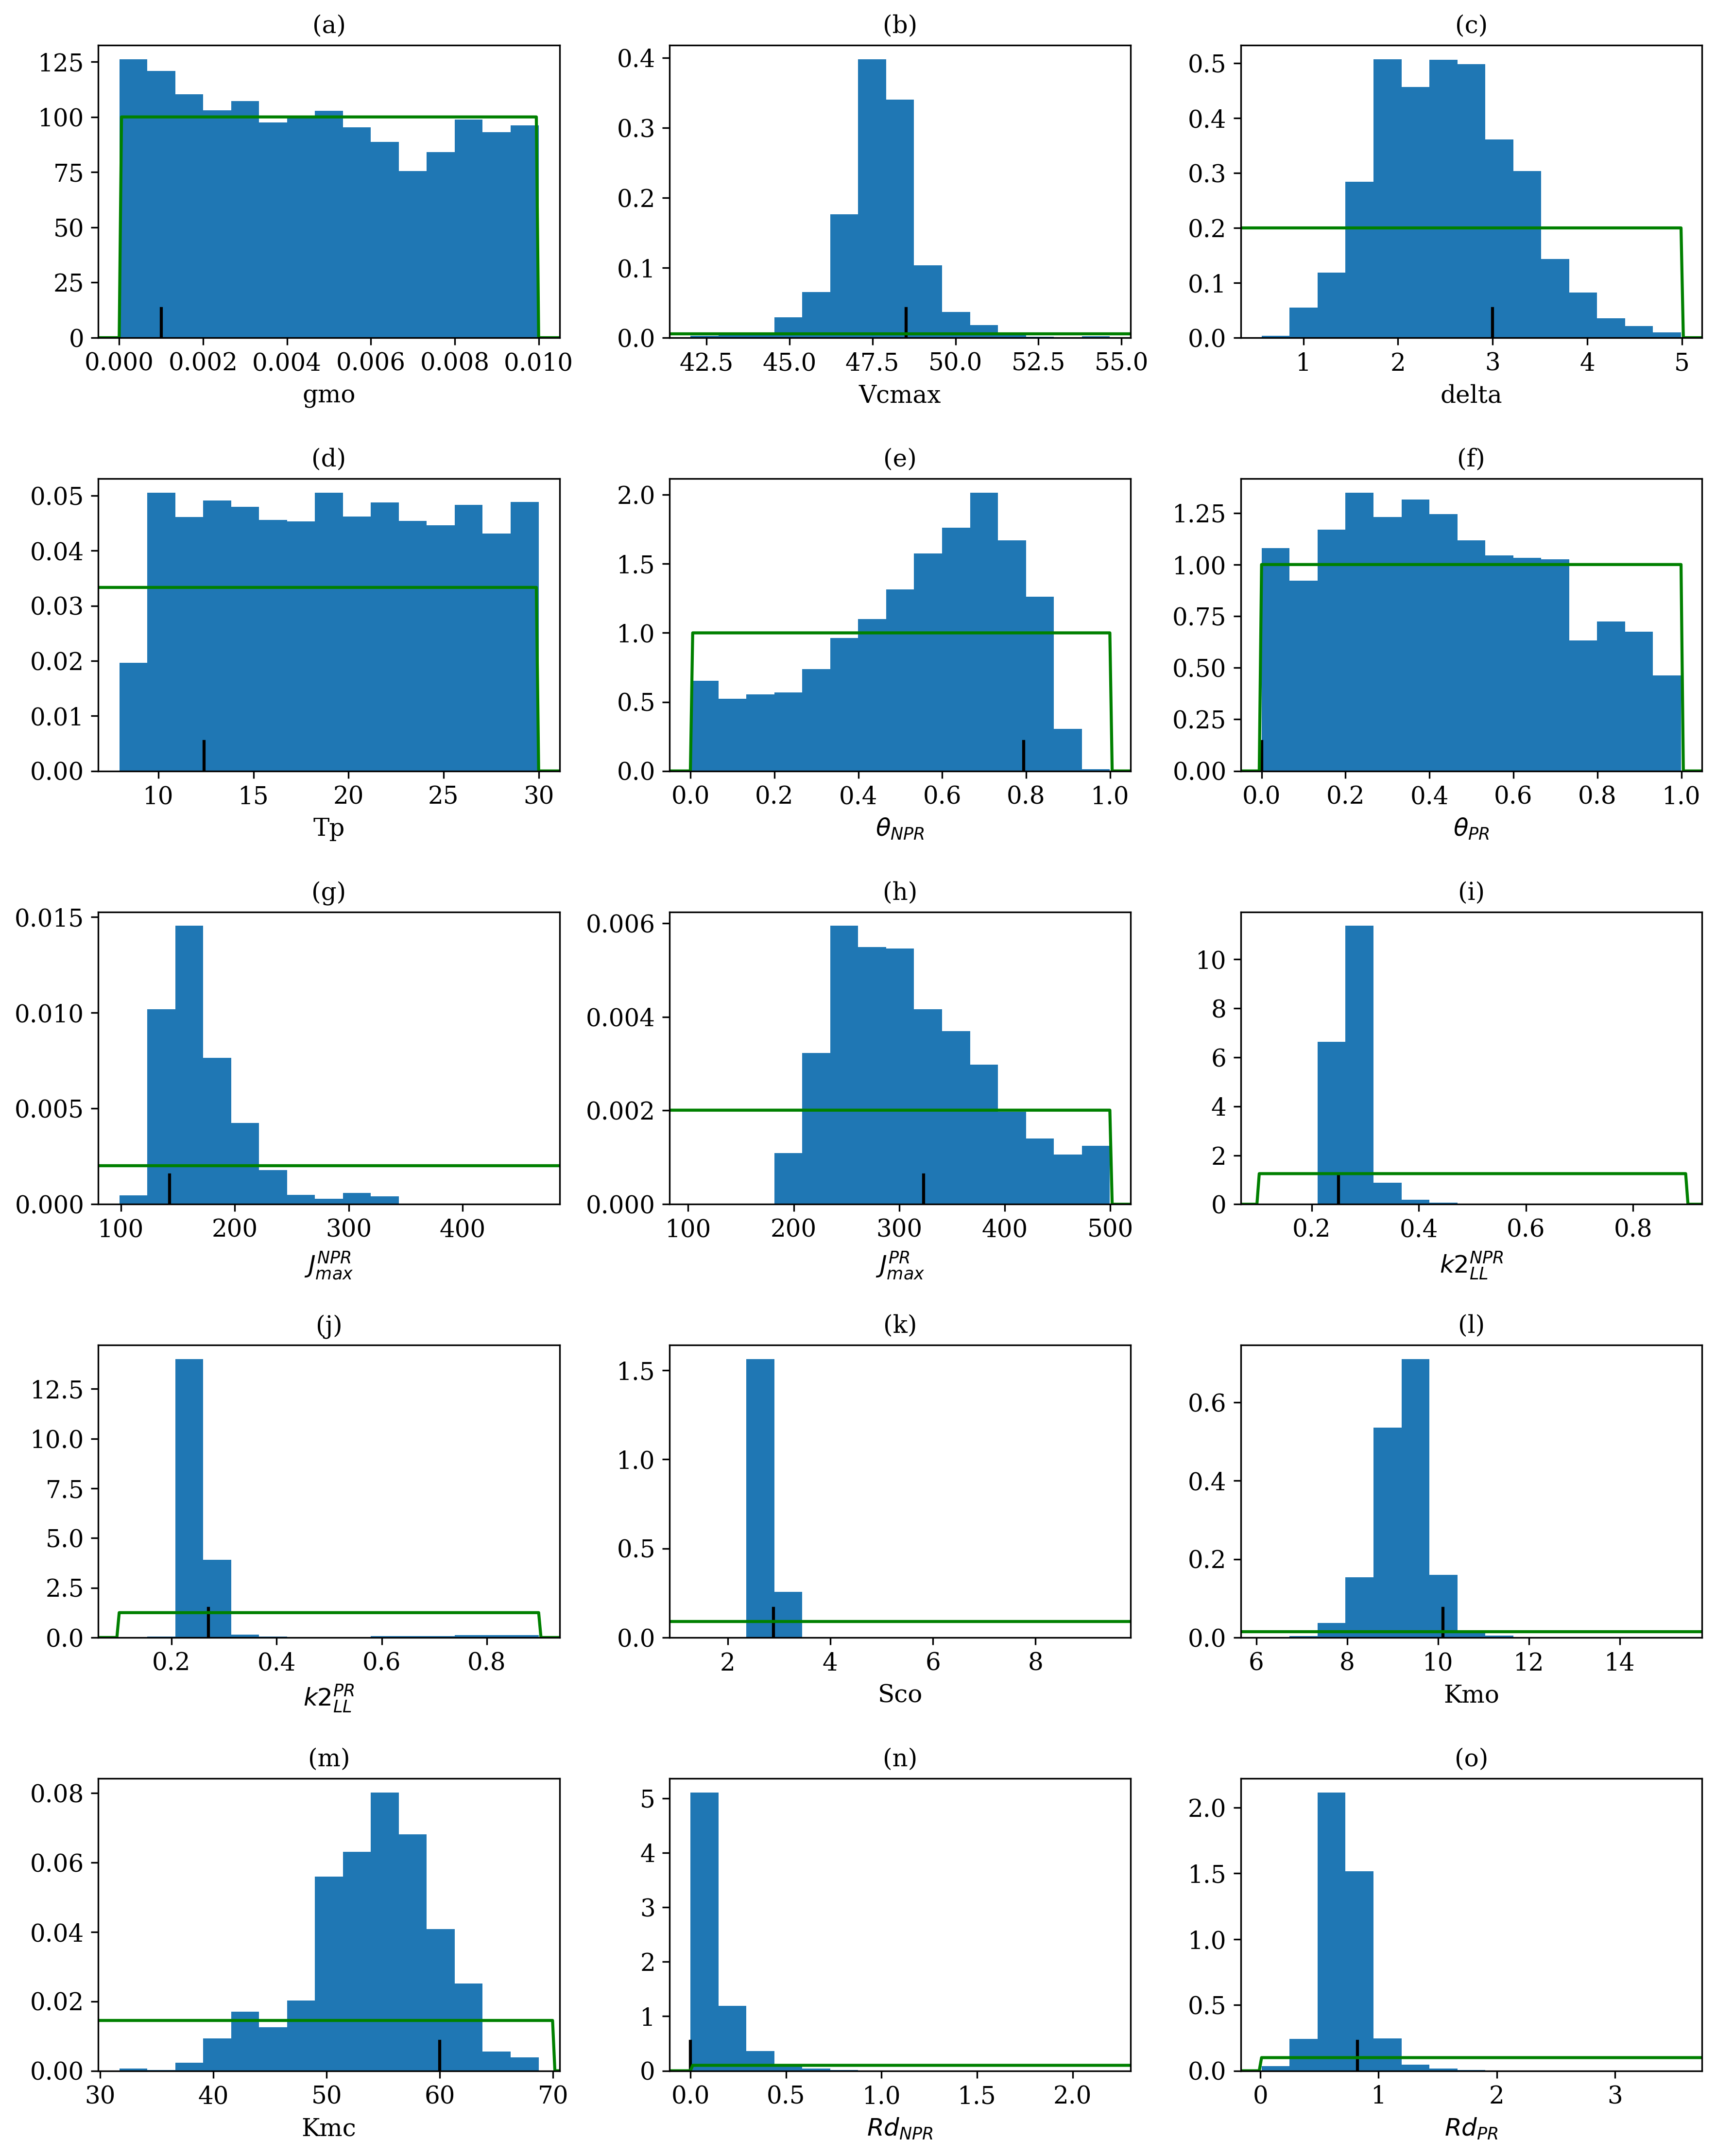 (a) (b) (c)
125
100
75
50
25
0
0.000 0.002 0.004 0.006 0.008 0.010
gmo
0.4
0.3
0.2
0.1
0.0
42.5 45.0 47.5 50.0 52.5 55.0
Vcmax
0.5
0.4
0.3
0.2
0.1
0.0
1 2 3 4 5
delta
(d) (e) (f)
0.05
0.04
0.03
0.02
0.01
0.00
10 15 20 25 30
Tp
2.0
1.5
1.0
0.5
0.0
0.0 0.2 0.4 0.6 0.8 1.0
θ_NPR
1.25
1.00
0.75
0.50
0.25
0.00
0.0 0.2 0.4 0.6 0.8 1.0
θ_PR
(g) (h) (i)
0.015
0.010
0.005
0.000
100 200 300 400
J_max^NPR
0.006
0.004
0.002
0.000
100 200 300 400 500
J_max^PR
10
8
6
4
2
0
0.2 0.4 0.6 0.8
k2_LL^NPR
(j) (k) (l)
12.5
10.0
7.5
5.0
2.5
0.0
0.2 0.4 0.6 0.8
k2_LL^PR
1.5
1.0
0.5
0.0
2 4 6 8
Sco
0.6
0.4
0.2
0.0
6 8 10 12 14
Kmo
(m) (n) (o)
0.08
0.06
0.04
0.02
0.00
30 40 50 60 70
Kmc
5
4
3
2
1
0
0.0 0.5 1.0 1.5 2.0
Rd_NPR
2.0
1.5
1.0
0.5
0.0
0 1 2 3
Rd_PR